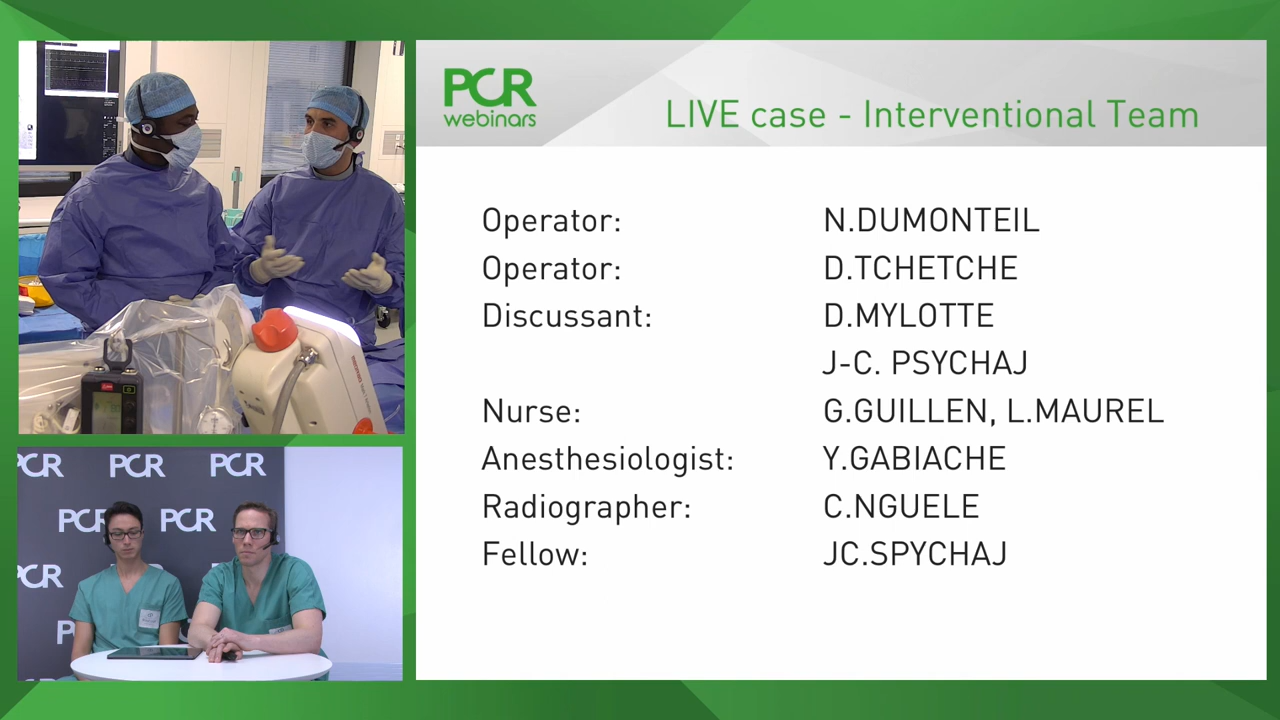 PCR
webinars
LIVE case - Interventional Team
Operator: N.DUMONTEIL
Operator: D.TCHETCHE
Discussant: D.MYLOTTE
J-C. PSYCHAJ
Nurse: G.GUILLEN, L.MAUREL
Anesthesiologist: Y.GABIACHE
Radiographer: C.NGUELE
Fellow: JC.SPYCHAJ
PCR PCR PCR
PCR PCR
PCR